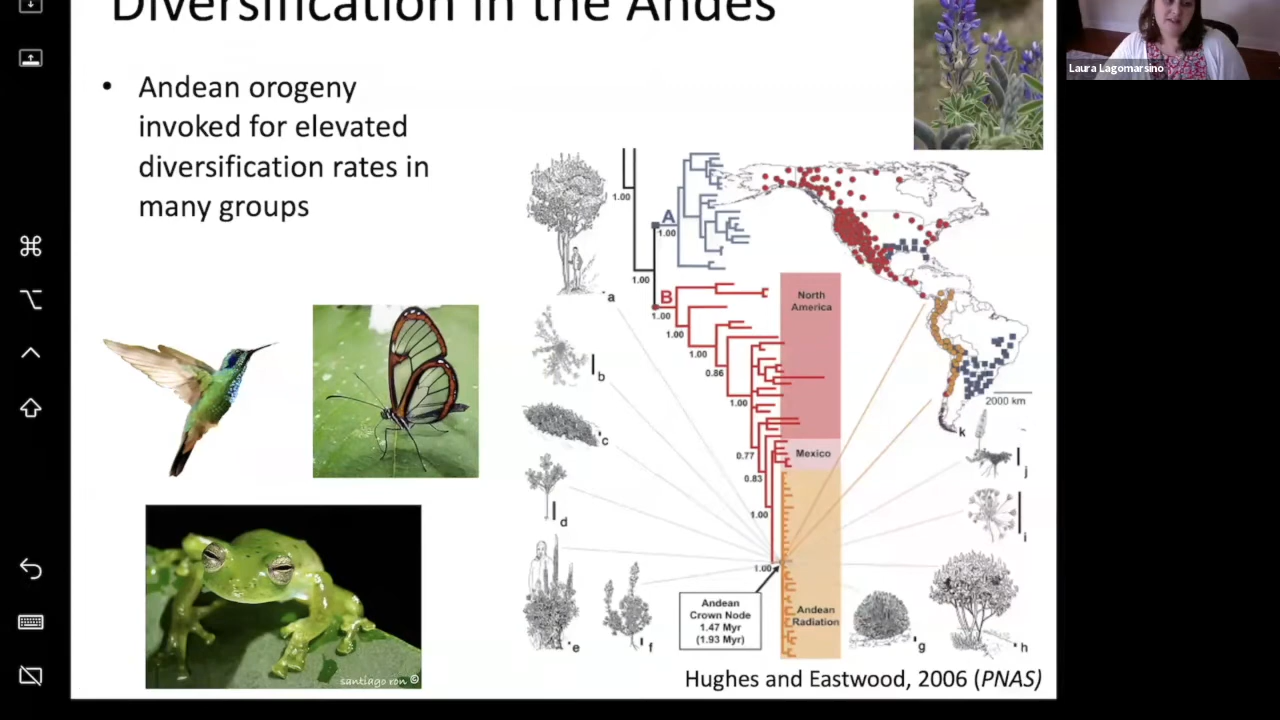 Diversification in the Andes
Laura Lagomarsino
• Andean orogeny
invoked for elevated
diversification rates in
many groups
1.00
A
1.00
1.00
B
1.00
1.00
1.00
0.86
1.00
0.77
0.83
1.00
1.00
North
America
Mexico
Andean
Radiation
Andean
Crown Node
1.47 Myr
(1.93 Myr)
2000 km
a
b
c
d
e
f
g
h
i
j
k
santiago ron ©
Hughes and Eastwood, 2006 (PNAS)